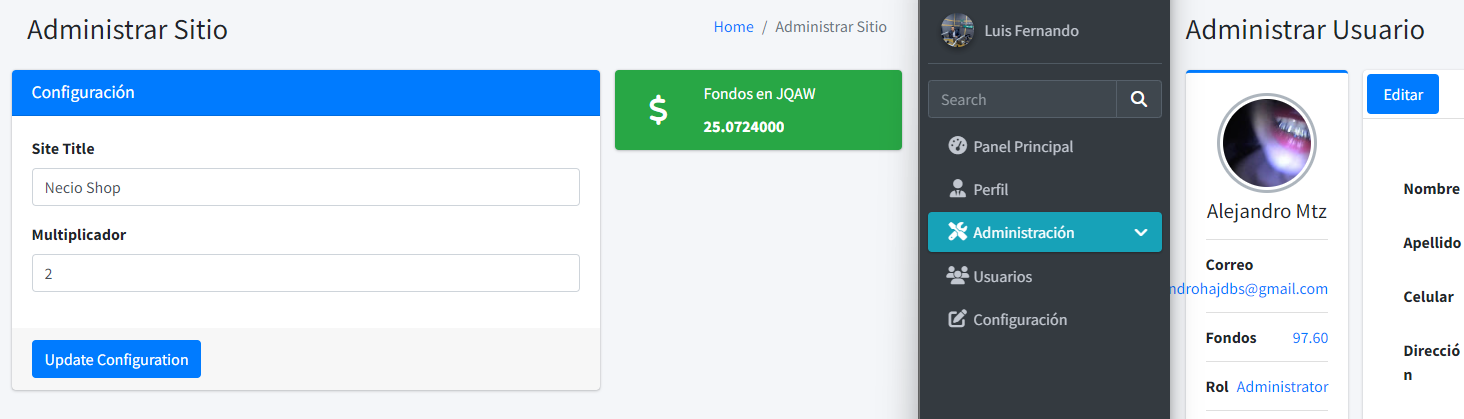 Administrar Sitio
Home / Administrar Sitio
Configuración
Site Title
Necio Shop
Multiplicador
2
Update Configuration
Fondos en JQAW
25.0724000
Luis Fernando
Search
Panel Principal
Perfil
Administración
Usuarios
Configuración
Administrar Usuario
Alejandro Mtz
Correo
ndrohajdbs@gmail.com
Fondos 97.60
Rol Administrator
Editar
Nombre
Apellido
Celular
Direcció
n